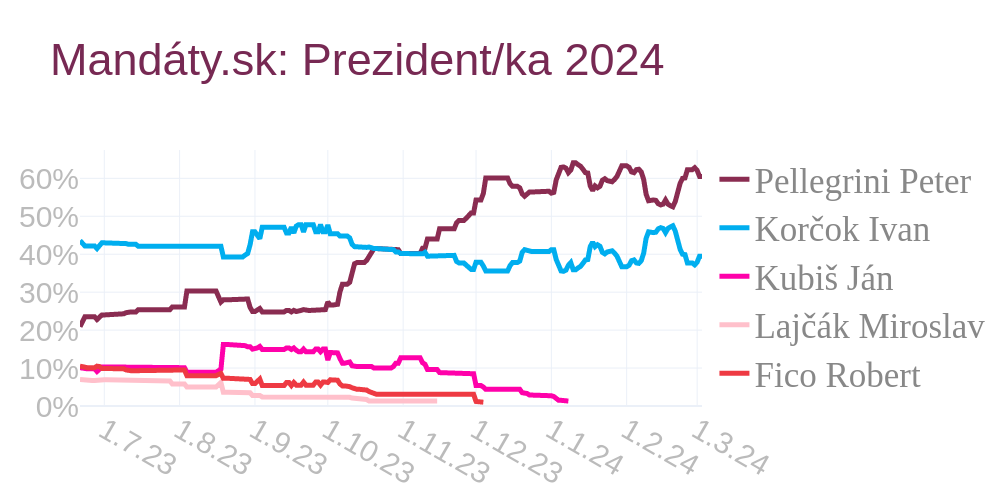 Mandáty.sk: Prezident/ka 2024
60%
50%
40%
30%
20%
10%
0%
1.7.23
1.8.23
1.9.23
1.10.23
1.11.23
1.12.23
1.1.24
1.2.24
1.3.24
Pellegrini Peter
Korčok Ivan
Kubiš Ján
Lajčák Miroslav
Fico Robert